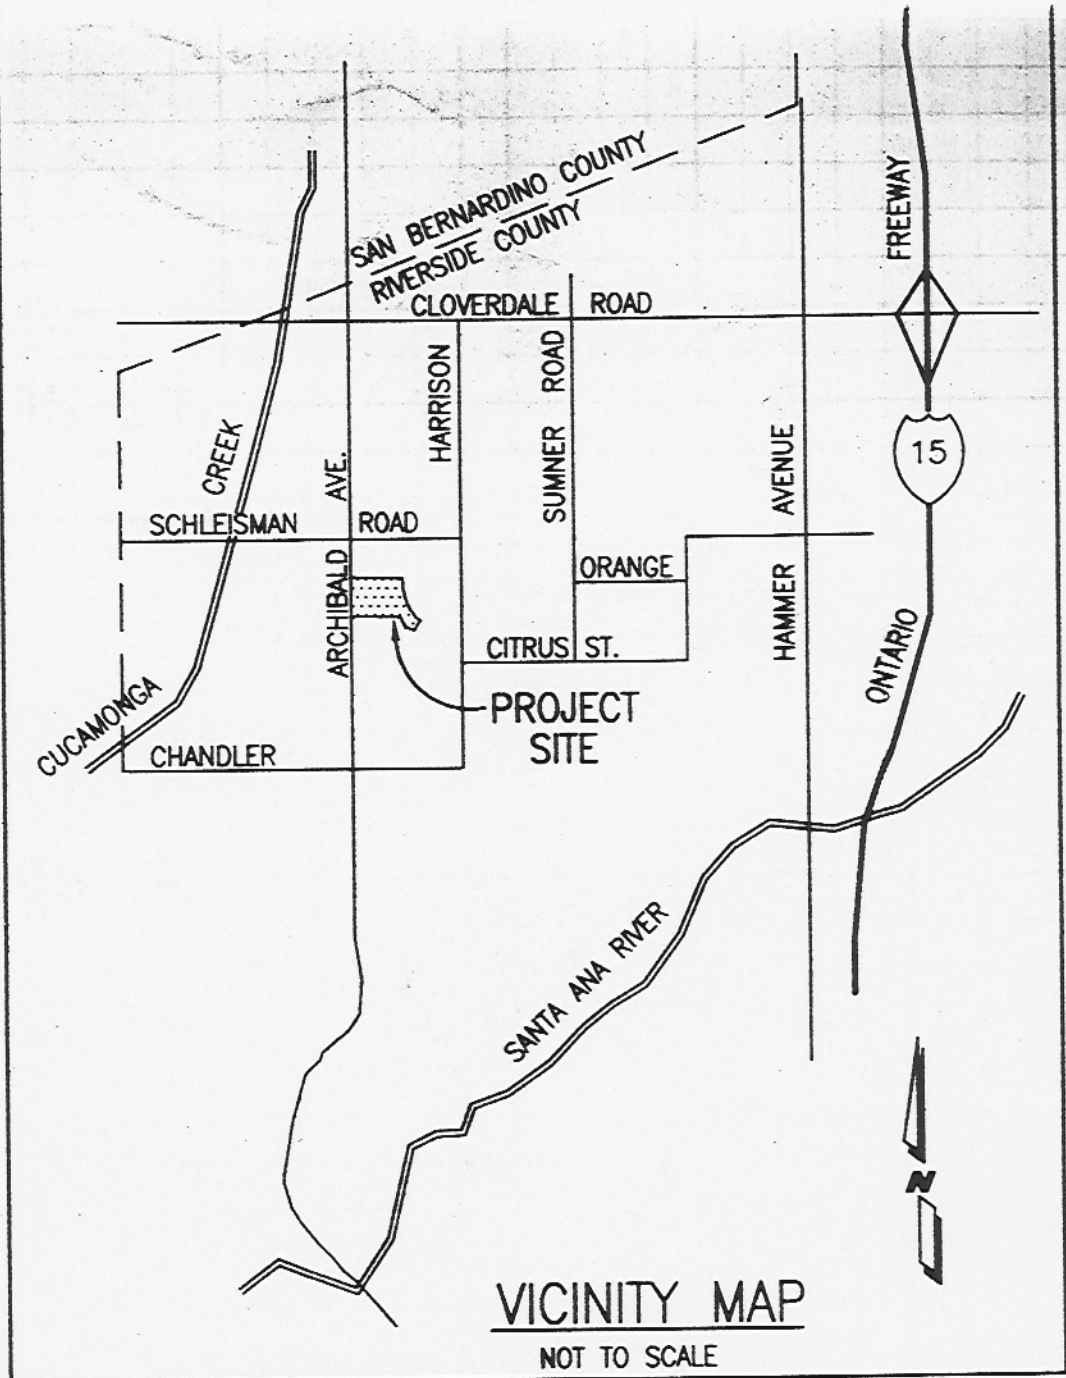 SAN BERNARDINO COUNTY
RIVERSIDE COUNTY
FREEWAY
CLOVERDALE ROAD
HARRISON
SUMNER ROAD
15
CUCAMONGA CREEK
ARCHIBALD AVE.
HAMMER AVENUE
SCHLEISMAN ROAD
ORANGE
CITRUS ST.
ONTARIO
PROJECT
SITE
CHANDLER
SANTA ANA RIVER
N
VICINITY MAP
NOT TO SCALE